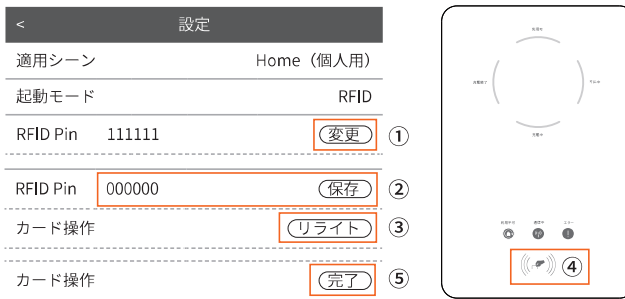 < 設定
適用シーン Home（個人用）
起動モード RFID
RFID Pin 111111 変更 ①
RFID Pin 000000 保存 ②
カード操作 リライト ③
カード操作 完了 ⑤
④